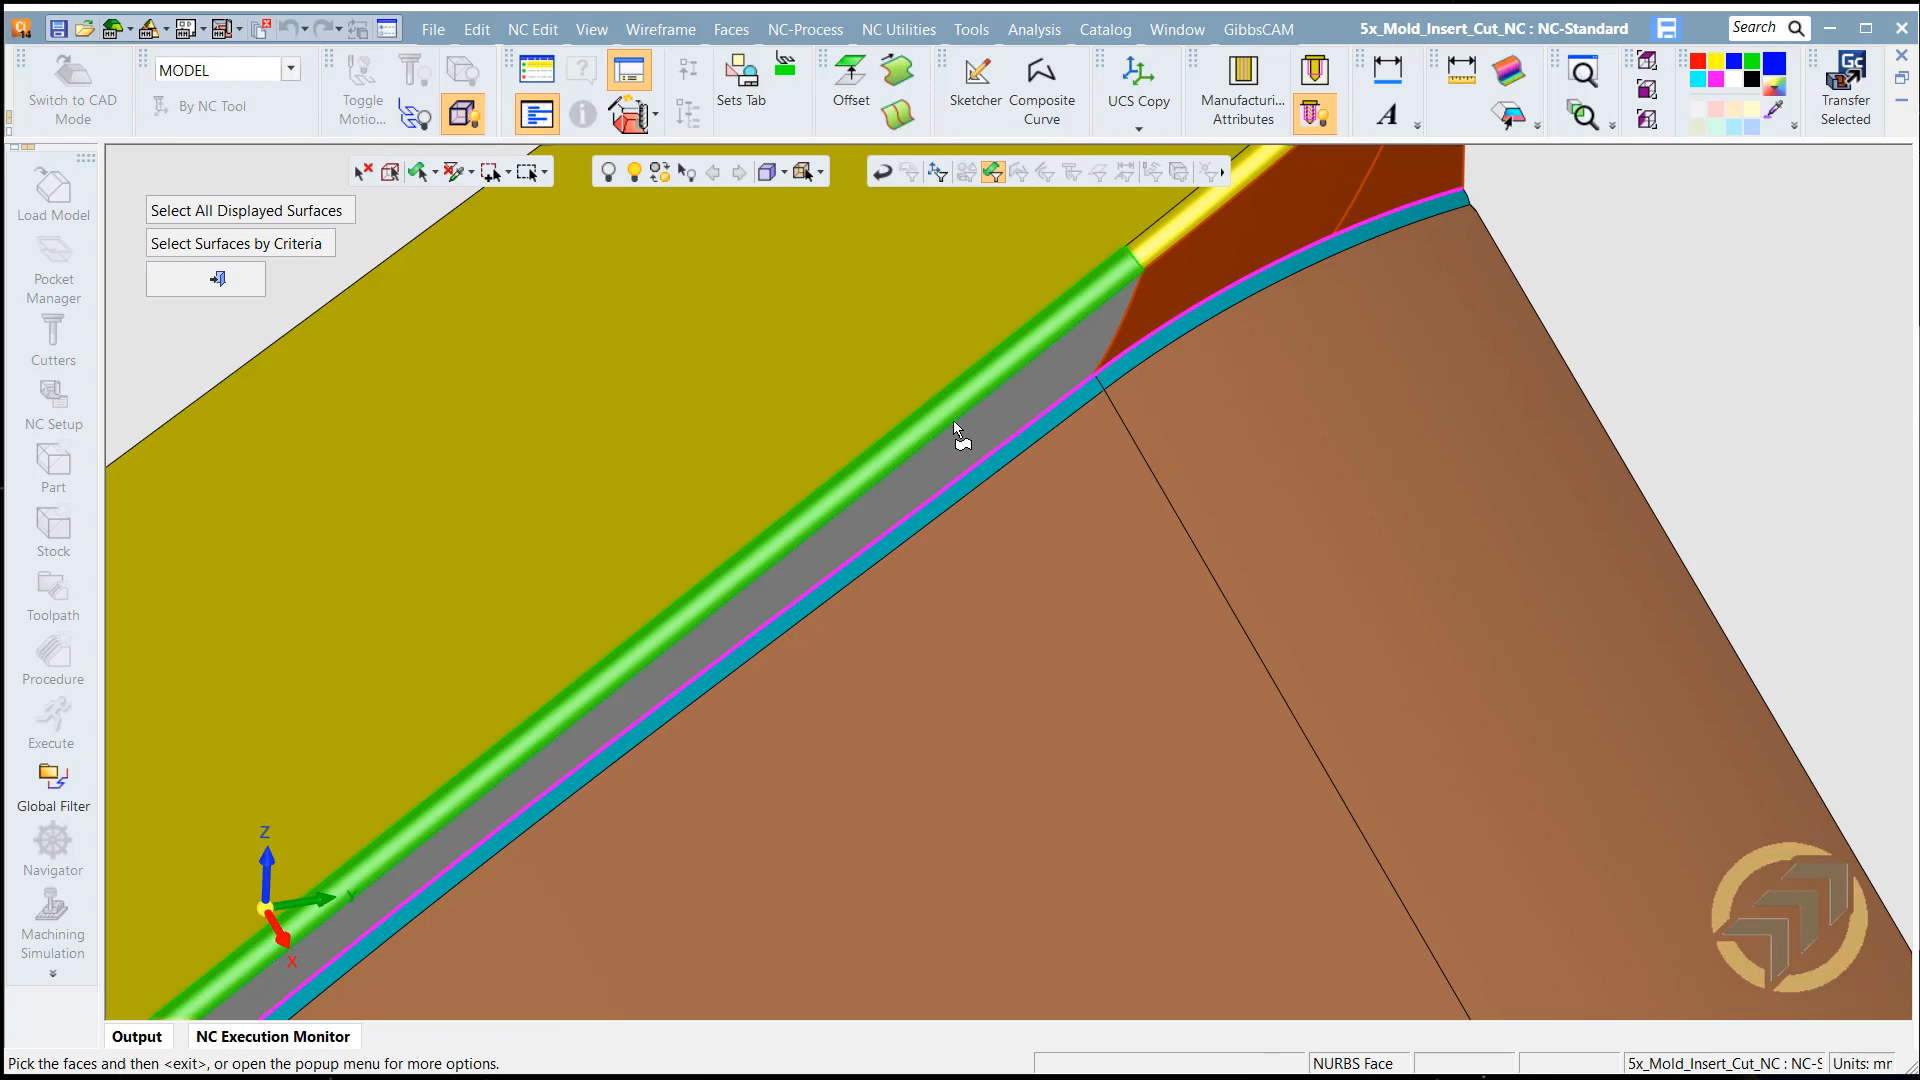 File Edit NC Edit View Wireframe Faces NC-Process NC Utilities Tools Analysis Catalog Window GibbsCAM
5x_Mold_Insert_Cut_NC : NC-Standard
Search
Switch to CAD
Mode
MODEL
By NC Tool
Toggle
Motio...
Sets Tab
Offset
Sketcher
Composite
Curve
UCS Copy
Manufacturi...
Attributes
A
Gc
Transfer
Selected
Load Model
Pocket
Manager
Cutters
NC Setup
Part
Stock
Toolpath
Procedure
Execute
Global Filter
Navigator
Machining
Simulation
Select All Displayed Surfaces
Select Surfaces by Criteria
Z
Y
X
Output
NC Execution Monitor
Pick the faces and then <exit>, or open the popup menu for more options.
NURBS Face
5x_Mold_Insert_Cut_NC : NC-S
Units: mr